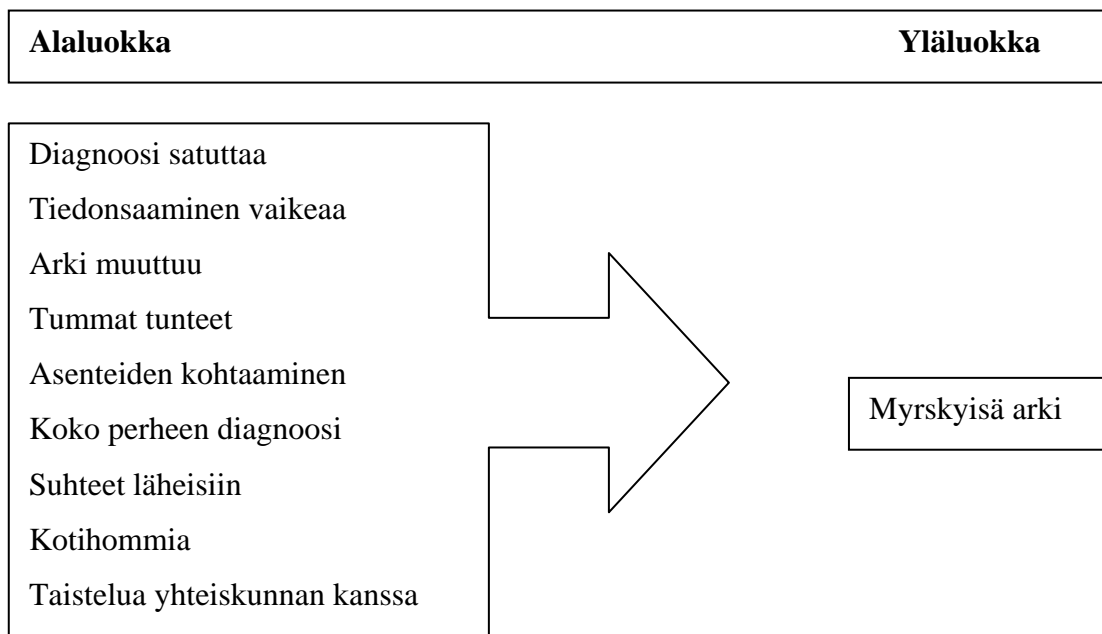 Alaluokka Yläluokka
Diagnoosi satuttaa
Tiedonsaaminen vaikeaa
Arki muuttuu
Tummat tunteet
Asenteiden kohtaaminen
Koko perheen diagnoosi
Suhteet läheisiin
Kotihommia
Taistelua yhteiskunnan kanssa
Myrskyisä arki